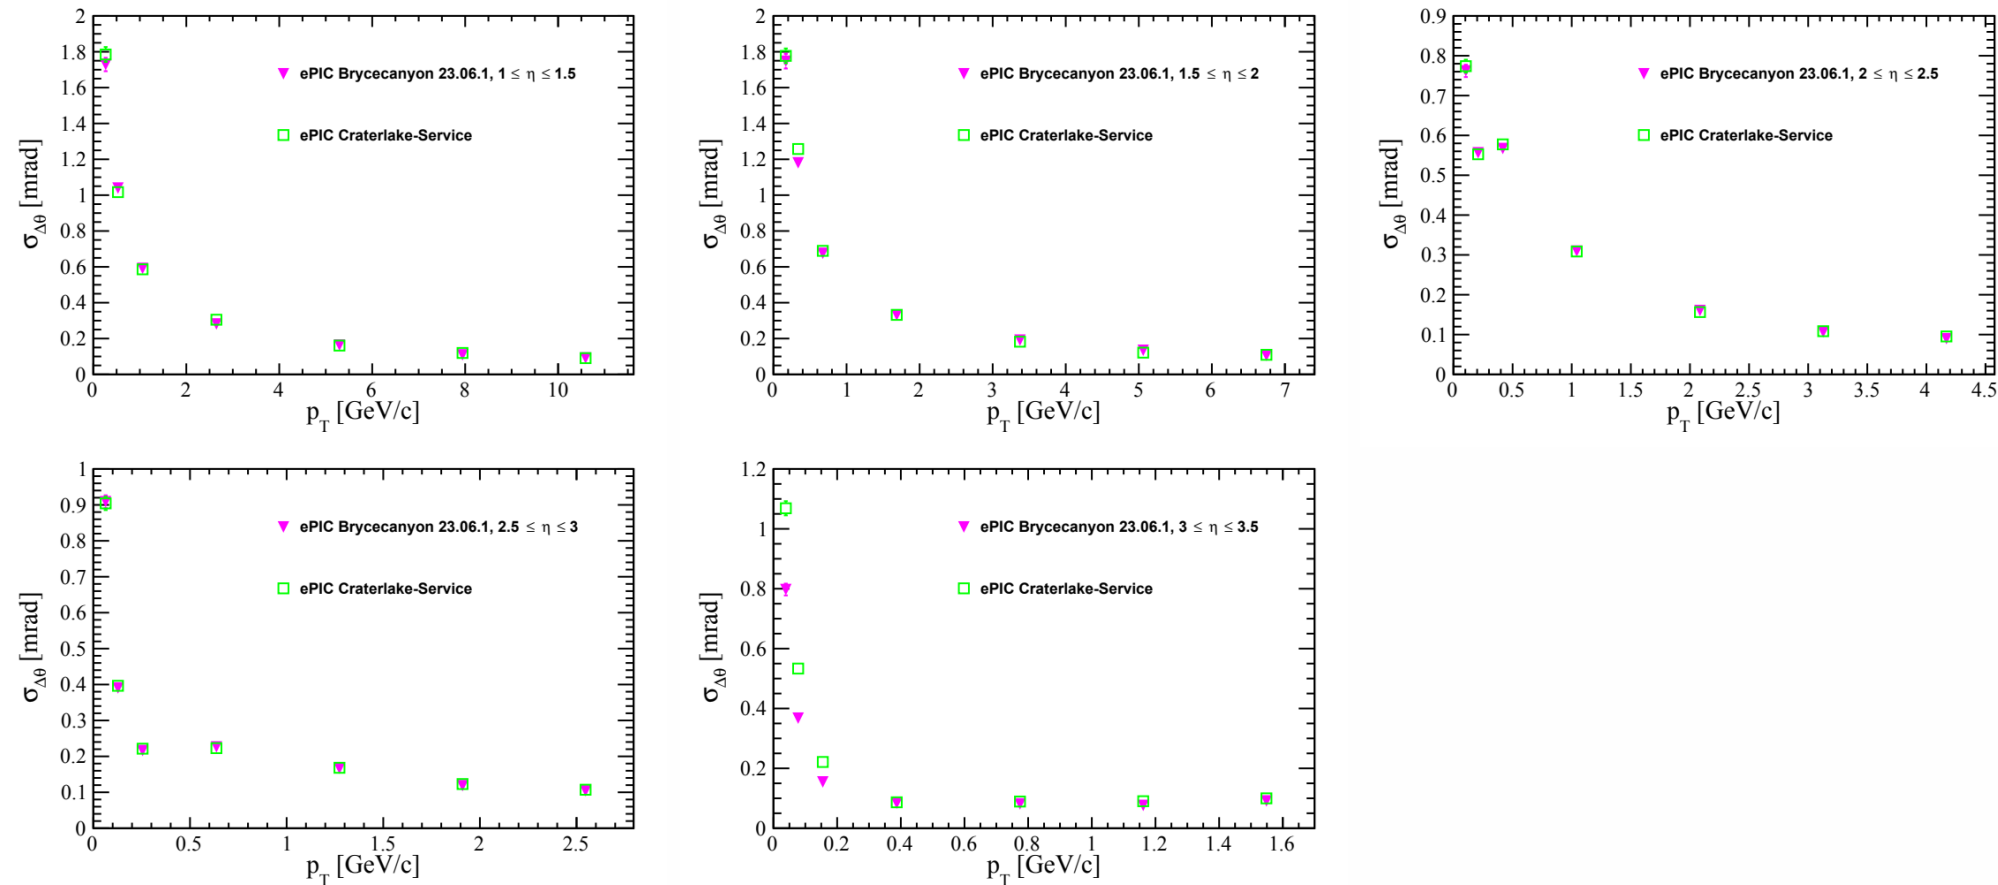 2
1.8
1.6
1.4
1.2
1
0.8
0.6
0.4
0.2
0
σΔθ [mrad]
ePIC Brycecanyon 23.06.1, 1 ≤ η ≤ 1.5
ePIC Craterlake-Service
0 2 4 6 8 10
pT [GeV/c]
2
1.8
1.6
1.4
1.2
1
0.8
0.6
0.4
0.2
0
σΔθ [mrad]
ePIC Brycecanyon 23.06.1, 1.5 ≤ η ≤ 2
ePIC Craterlake-Service
0 1 2 3 4 5 6 7
pT [GeV/c]
0.9
0.8
0.7
0.6
0.5
0.4
0.3
0.2
0.1
0
σΔθ [mrad]
ePIC Brycecanyon 23.06.1, 2 ≤ η ≤ 2.5
ePIC Craterlake-Service
0 0.5 1 1.5 2 2.5 3 3.5 4 4.5
pT [GeV/c]
1
0.9
0.8
0.7
0.6
0.5
0.4
0.3
0.2
0.1
0
σΔθ [mrad]
ePIC Brycecanyon 23.06.1, 2.5 ≤ η ≤ 3
ePIC Craterlake-Service
0 0.5 1 1.5 2 2.5
pT [GeV/c]
1.2
1
0.8
0.6
0.4
0.2
0
σΔθ [mrad]
ePIC Brycecanyon 23.06.1, 3 ≤ η ≤ 3.5
ePIC Craterlake-Service
0 0.2 0.4 0.6 0.8 1 1.2 1.4 1.6
pT [GeV/c]